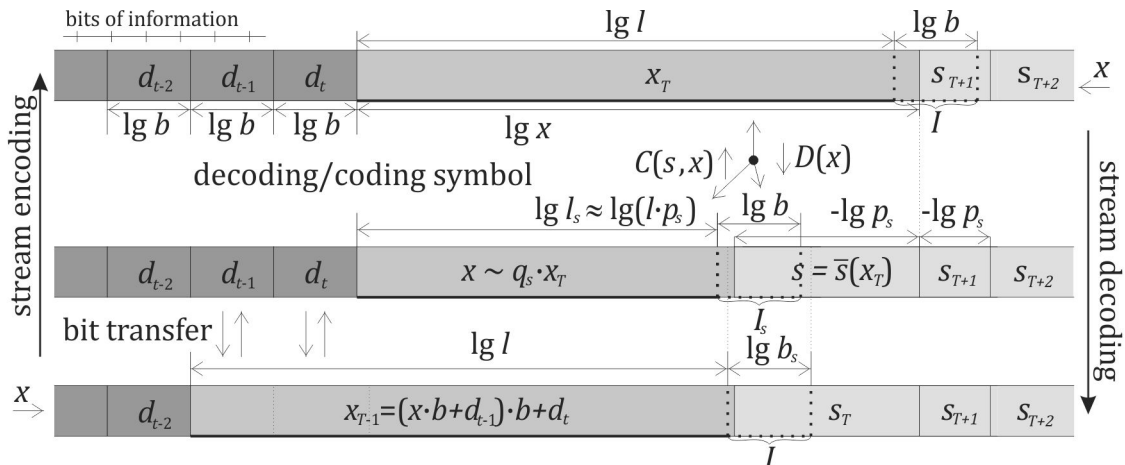 bits of information
lg l
lg b
d_{t-2} d_{t-1} d_t x_T s_{T+1} s_{T+2} x
lg b lg b lg b lg x I
decoding/coding symbol
C(s,x) D(x)
lg l_s ≈ lg(l·p_s) lg b -lg p_s -lg p_s
d_{t-2} d_{t-1} d_t x ~ q_s·x_T s = s̅(x_T) s_{T+1} s_{T+2}
I_s
bit transfer
lg l lg b_s
x d_{t-2} x_{T-1}=(x·b+d_{t-1})·b+d_t s_T s_{T+1} s_{T+2}
I
stream encoding
stream decoding